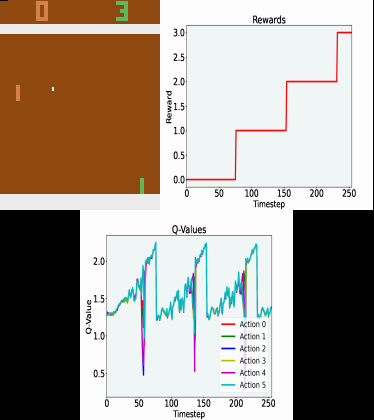 0 3
Rewards
3.0
2.5
2.0
1.5
1.0
0.5
0.0
Reward
0 50 100 150 200 250
Timestep
Q-Values
2.0
1.5
1.0
0.5
Q-Value
Action 0
Action 1
Action 2
Action 3
Action 4
Action 5
0 50 100 150 200 250
Timestep